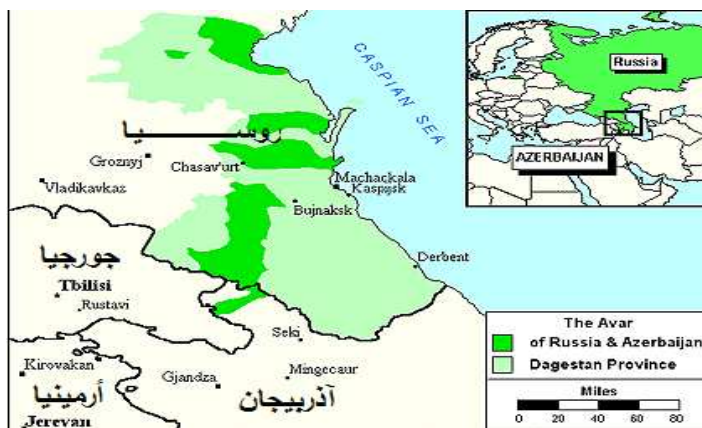 CASPIAN SEA
Russia
AZERBAIJAN
روســـــيا
Groznyj
Chasav'urt
Machackala
Kaspijsk
Vladikavkaz
Bujnaksk
Derbent
جورجيا
Tbilisi
Rustavi
Seki
Kirovakan
Gjandza
Mingecaur
أرمينيا
آذربيجان
Jerevan
The Avar
of Russia & Azerbaijan
Dagestan Province
Miles
0 20 40 60 80